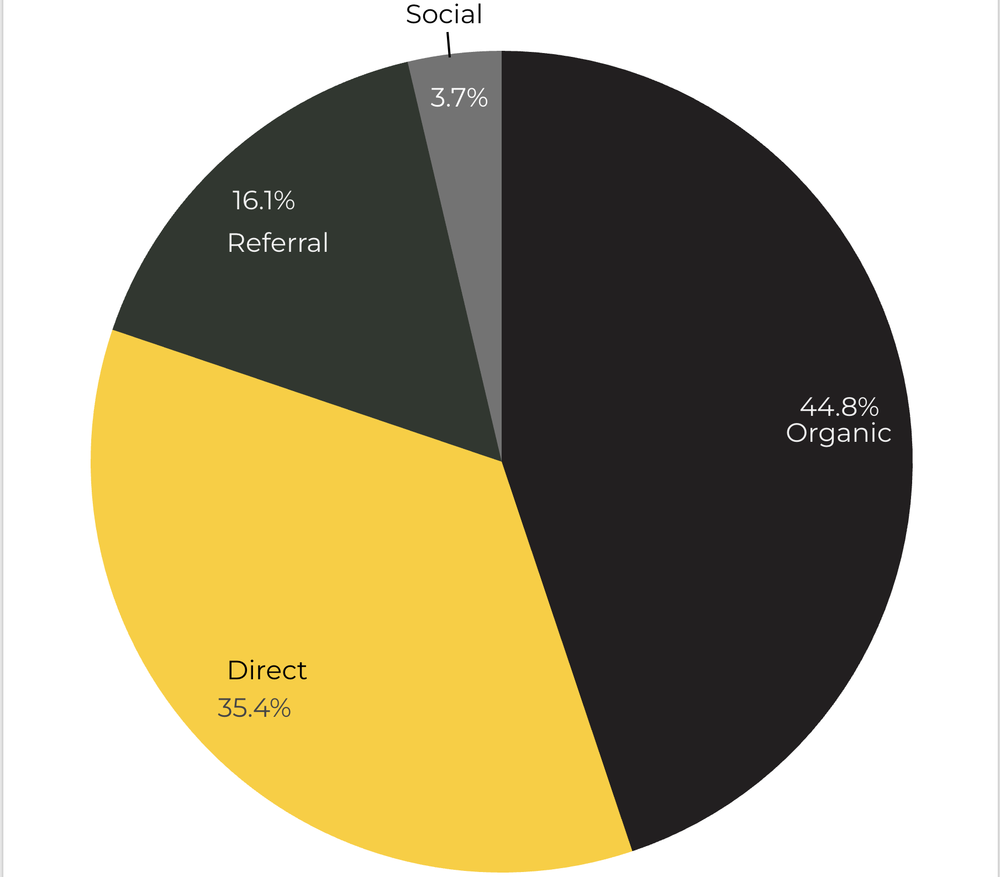 Social
3.7%
16.1%
Referral
44.8%
Organic
Direct
35.4%